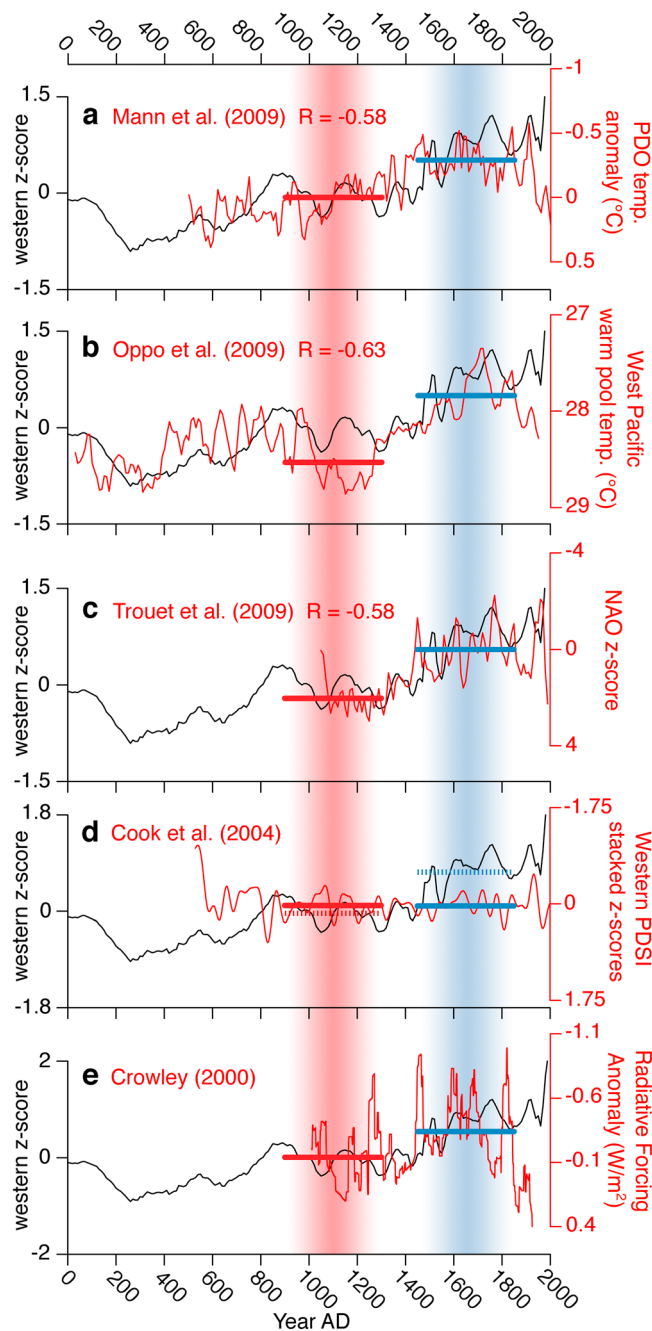 0 200 400 600 800 1000 1200 1400 1600 1800 2000
a Mann et al. (2009) R = -0.58
1.5
0
-1.5
western z-score
-1
-0.5
0
0.5
PDO temp.
anomaly (°C)
b Oppo et al. (2009) R = -0.63
1.5
0
-1.5
western z-score
27
28
29
West Pacific
warm pool temp. (°C)
c Trouet et al. (2009) R = -0.58
1.5
0
-1.5
western z-score
-4
0
4
NAO z-score
d Cook et al. (2004)
1.8
0
-1.8
western z-score
-1.75
0
1.75
Western PDSI
stacked z-scores
e Crowley (2000)
2
0
-2
western z-score
-1.1
-0.6
-0.1
0.4
Radiative Forcing
Anomaly (W/m²)
0 200 400 600 800 1000 1200 1400 1600 1800 2000
Year AD